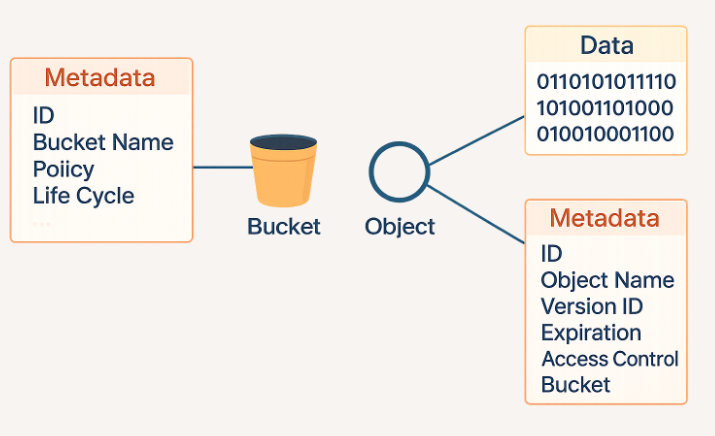 Metadata
ID
Bucket Name
Poiicy
Life Cycle
...
Bucket
Object
Data
0110101011110
101001101000
010010001100
Metadata
ID
Object Name
Version ID
Expiration
Access Control
Bucket